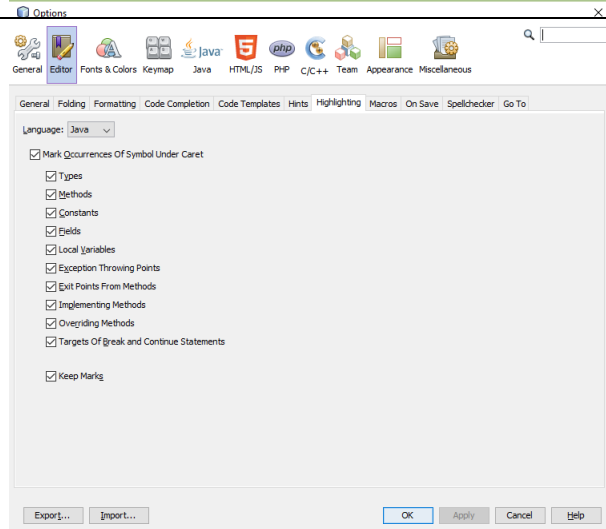 Options
General Editor Fonts & Colors Keymap Java HTML/JS PHP C/C++ Team Appearance Miscellaneous
General Folding Formatting Code Completion Code Templates Hints Highlighting Macros On Save Spellchecker Go To
Language: Java
Mark Occurrences Of Symbol Under Caret
Types
Methods
Constants
Fields
Local Variables
Exception Throwing Points
Exit Points From Methods
Implementing Methods
Overriding Methods
Targets Of Break and Continue Statements
Keep Marks
Export... Import... OK Apply Cancel Help